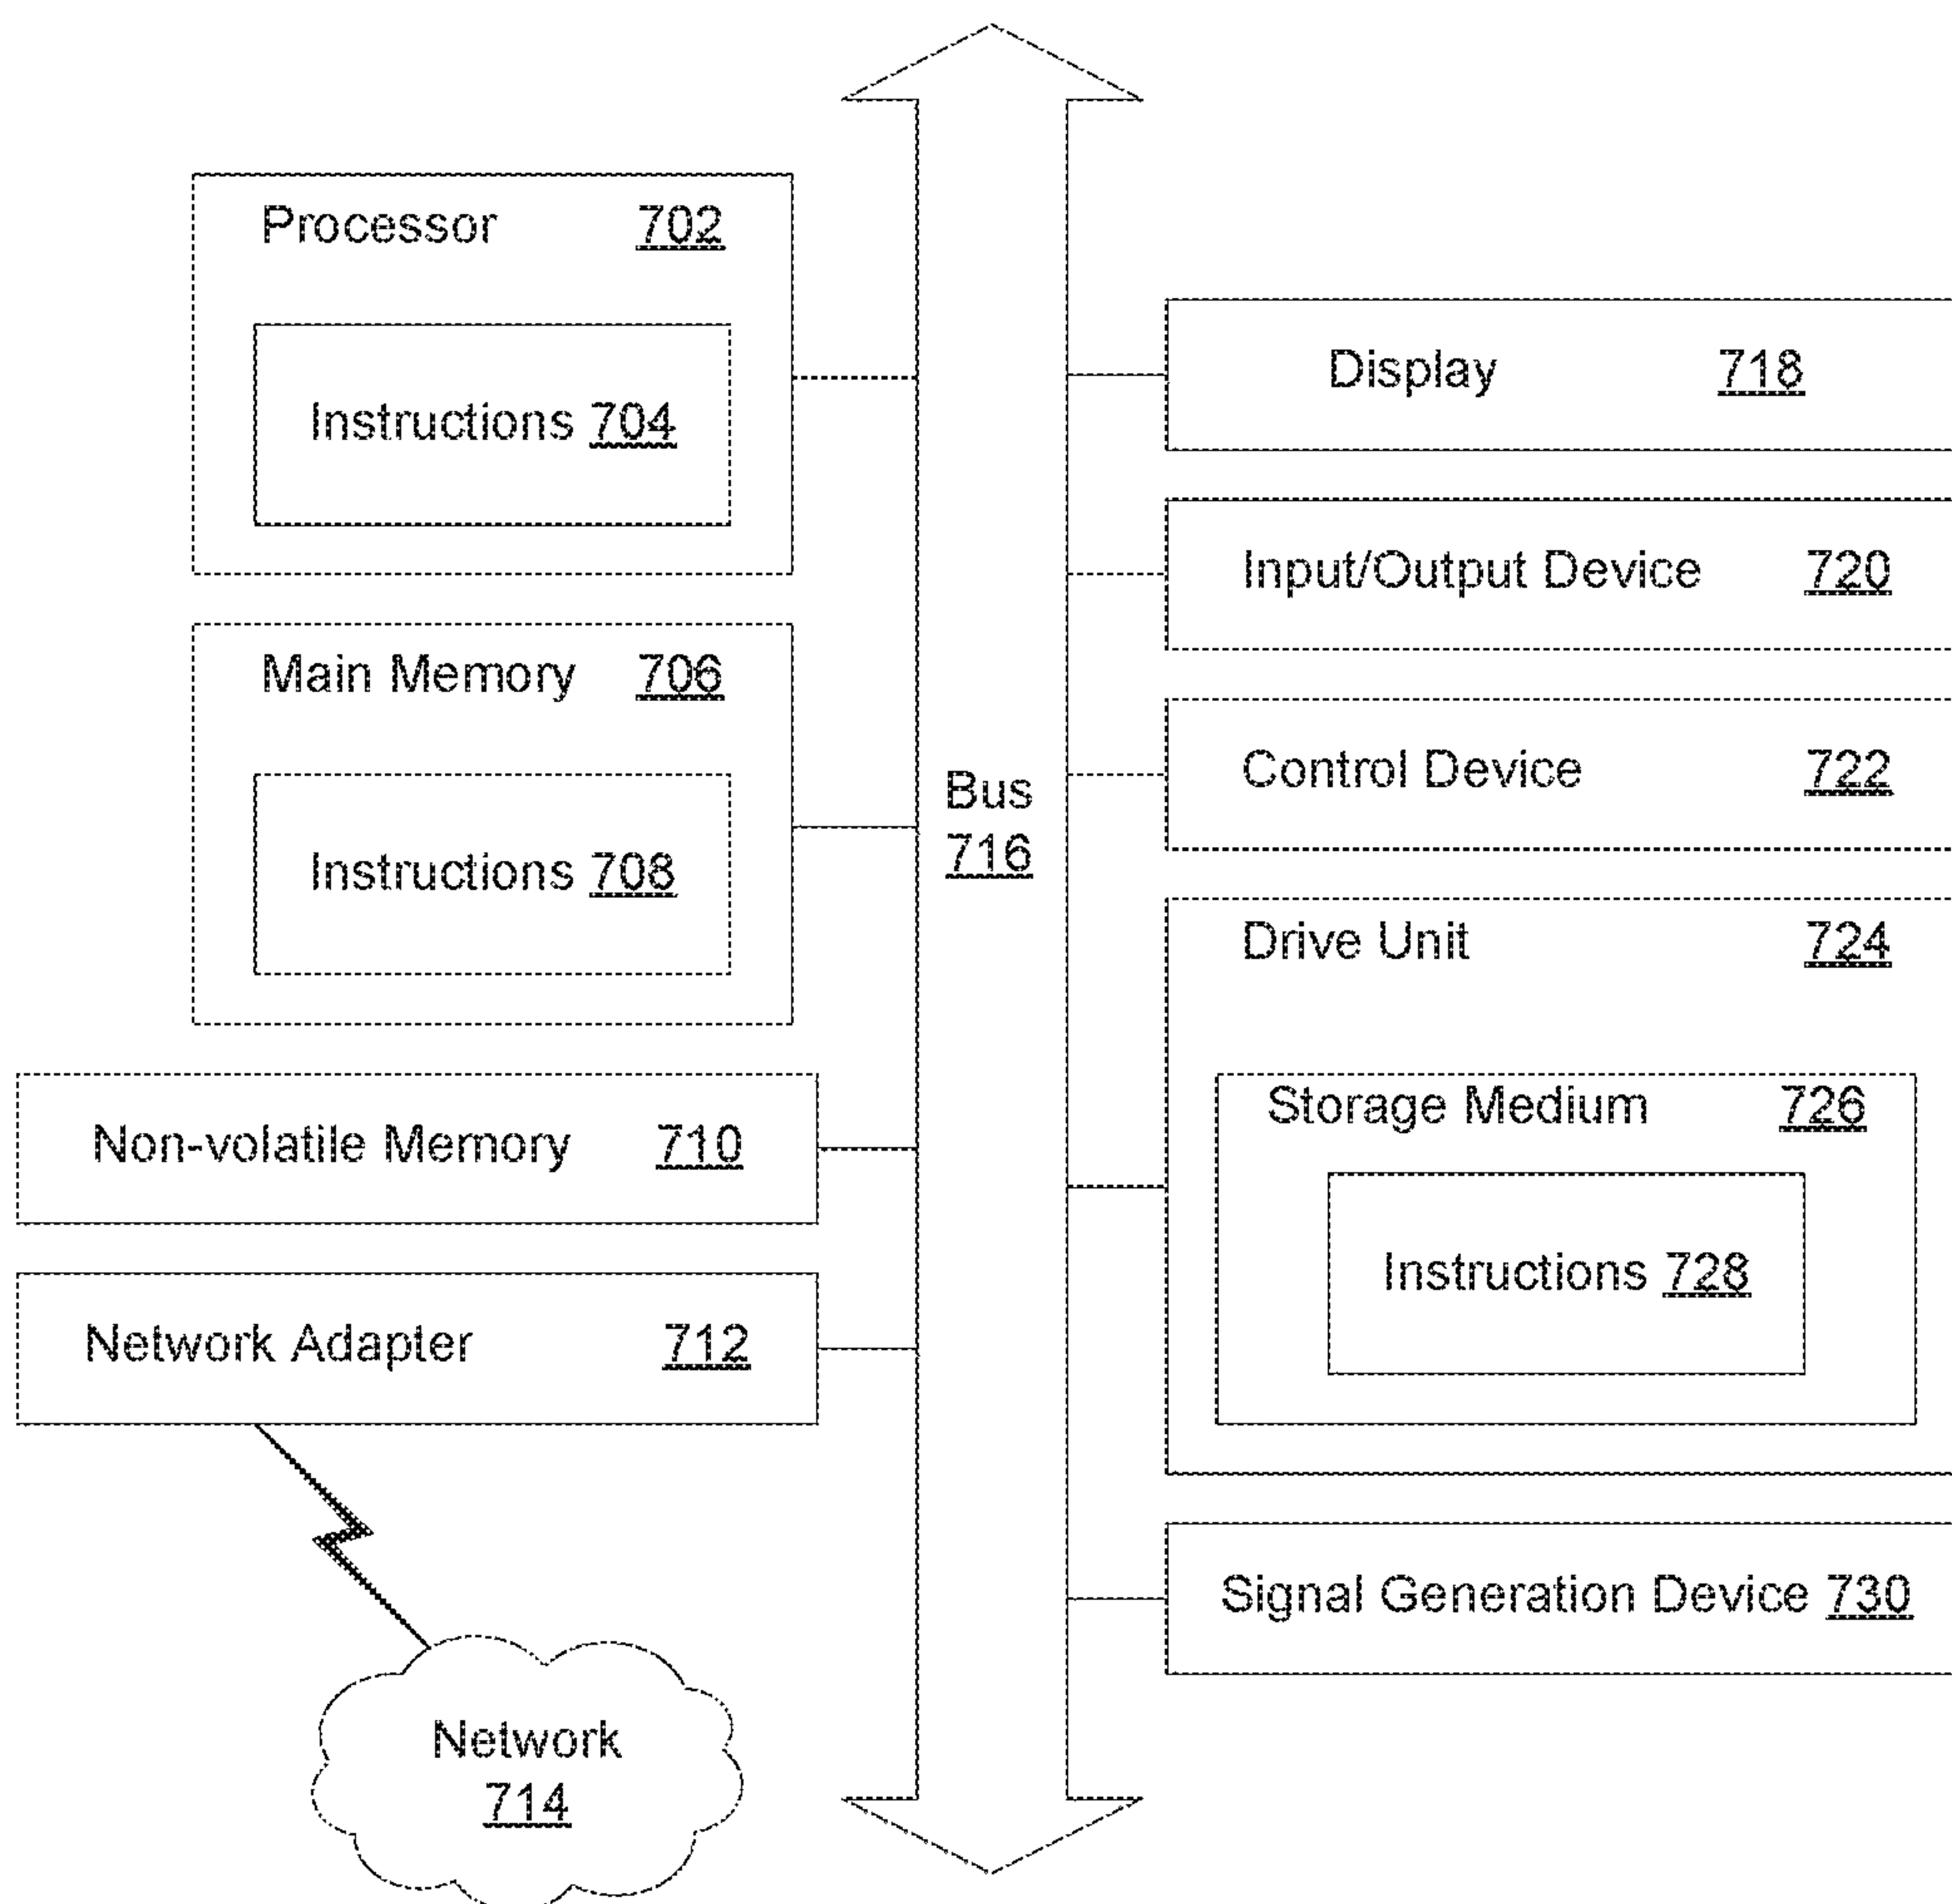 Processor 702
Instructions 704
Main Memory 706
Instructions 708
Non-volatile Memory 710
Network Adapter 712
Network
714
Bus
716
Display 718
Input/Output Device 720
Control Device 722
Drive Unit 724
Storage Medium 726
Instructions 728
Signal Generation Device 730